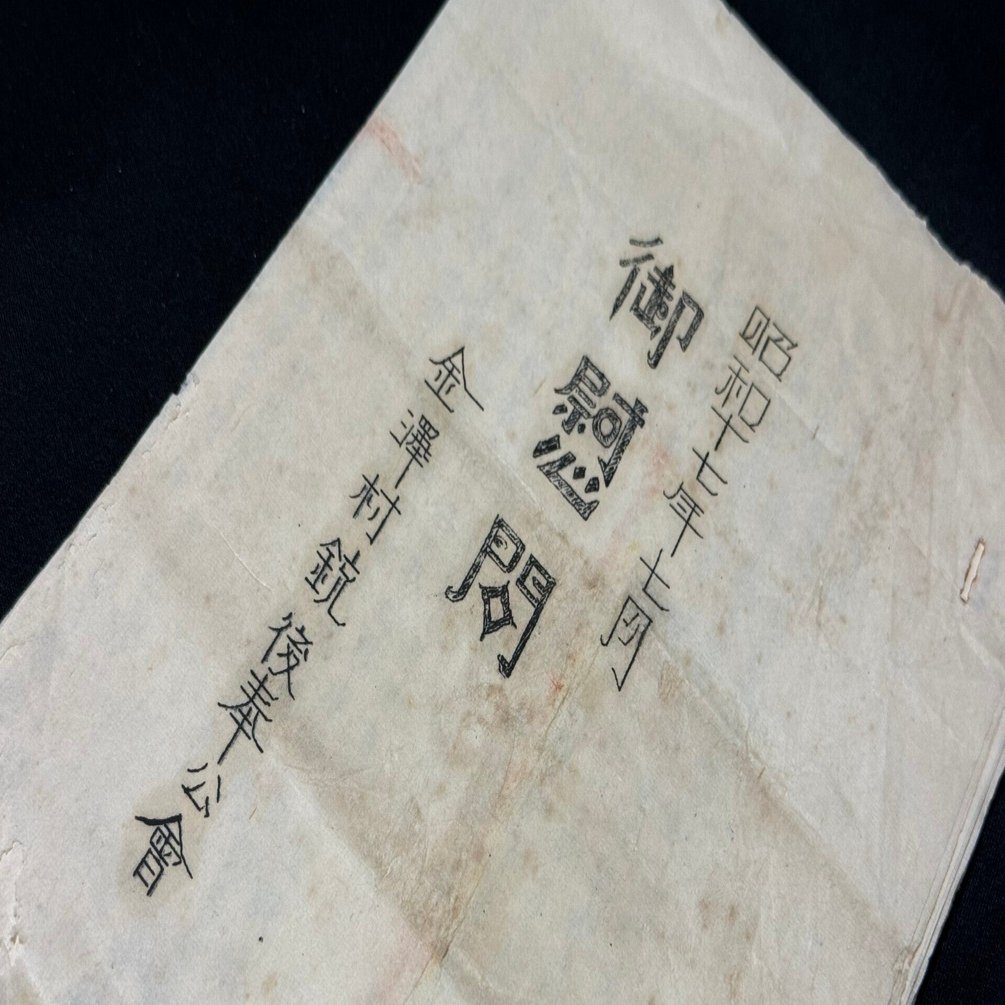 昭和十七年七月
御慰問
金澤村銃後奉公會